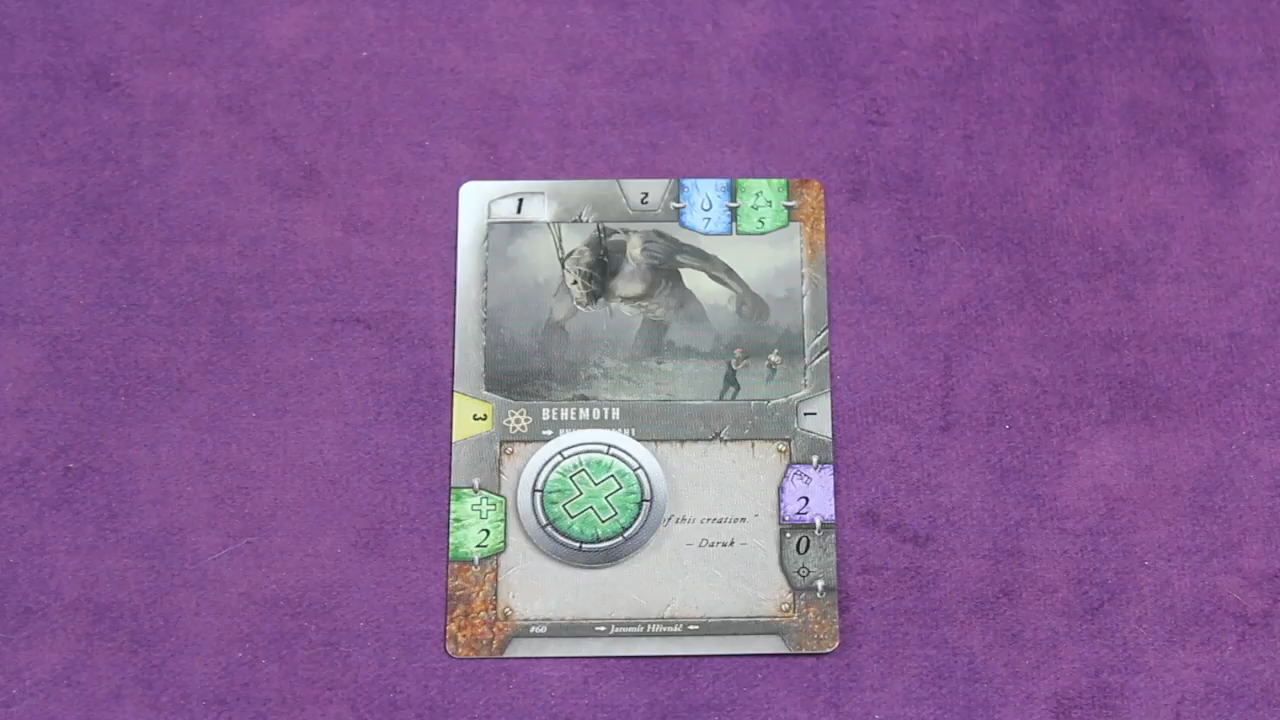 1
2
7
5
3
BEHEMOTH
1
2
2
0
of this creation."
– Daruk –
#60
Jaromír Hřivnáč